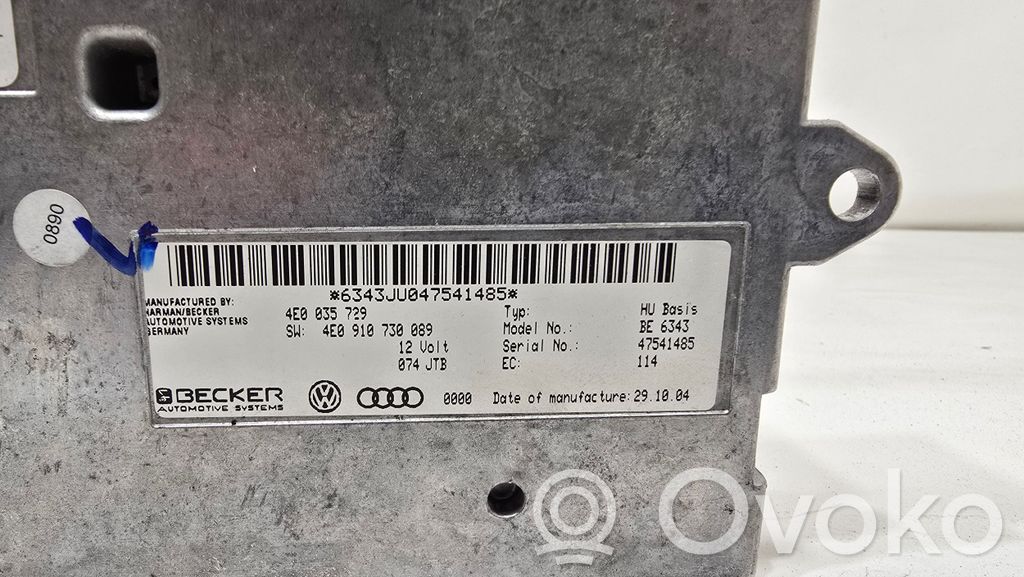 0890
*6343JU047541485*
MANUFACTURED BY:
HARMAN/BECKER
AUTOMOTIVE SYSTEMS
GERMANY
4E0 035 729
SW: 4E0 910 730 089
12 Volt
074 JTB
Typ: HU Basis
Model No.: BE 6343
Serial No.: 47541485
EC: 114
BECKER
AUTOMOTIVE SYSTEMS
0000 Date of manufacture: 29.10.04
Ovoko